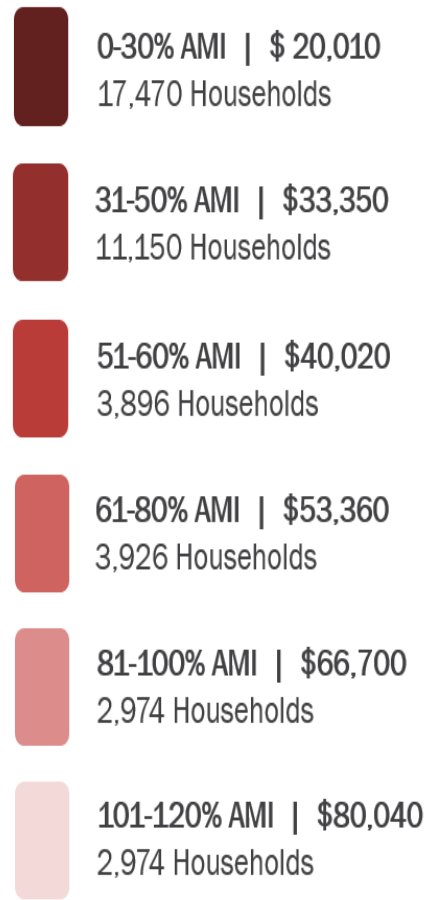 0-30% AMI | $ 20,010
17,470 Households
31-50% AMI | $33,350
11,150 Households
51-60% AMI | $40,020
3,896 Households
61-80% AMI | $53,360
3,926 Households
81-100% AMI | $66,700
2,974 Households
101-120% AMI | $80,040
2,974 Households